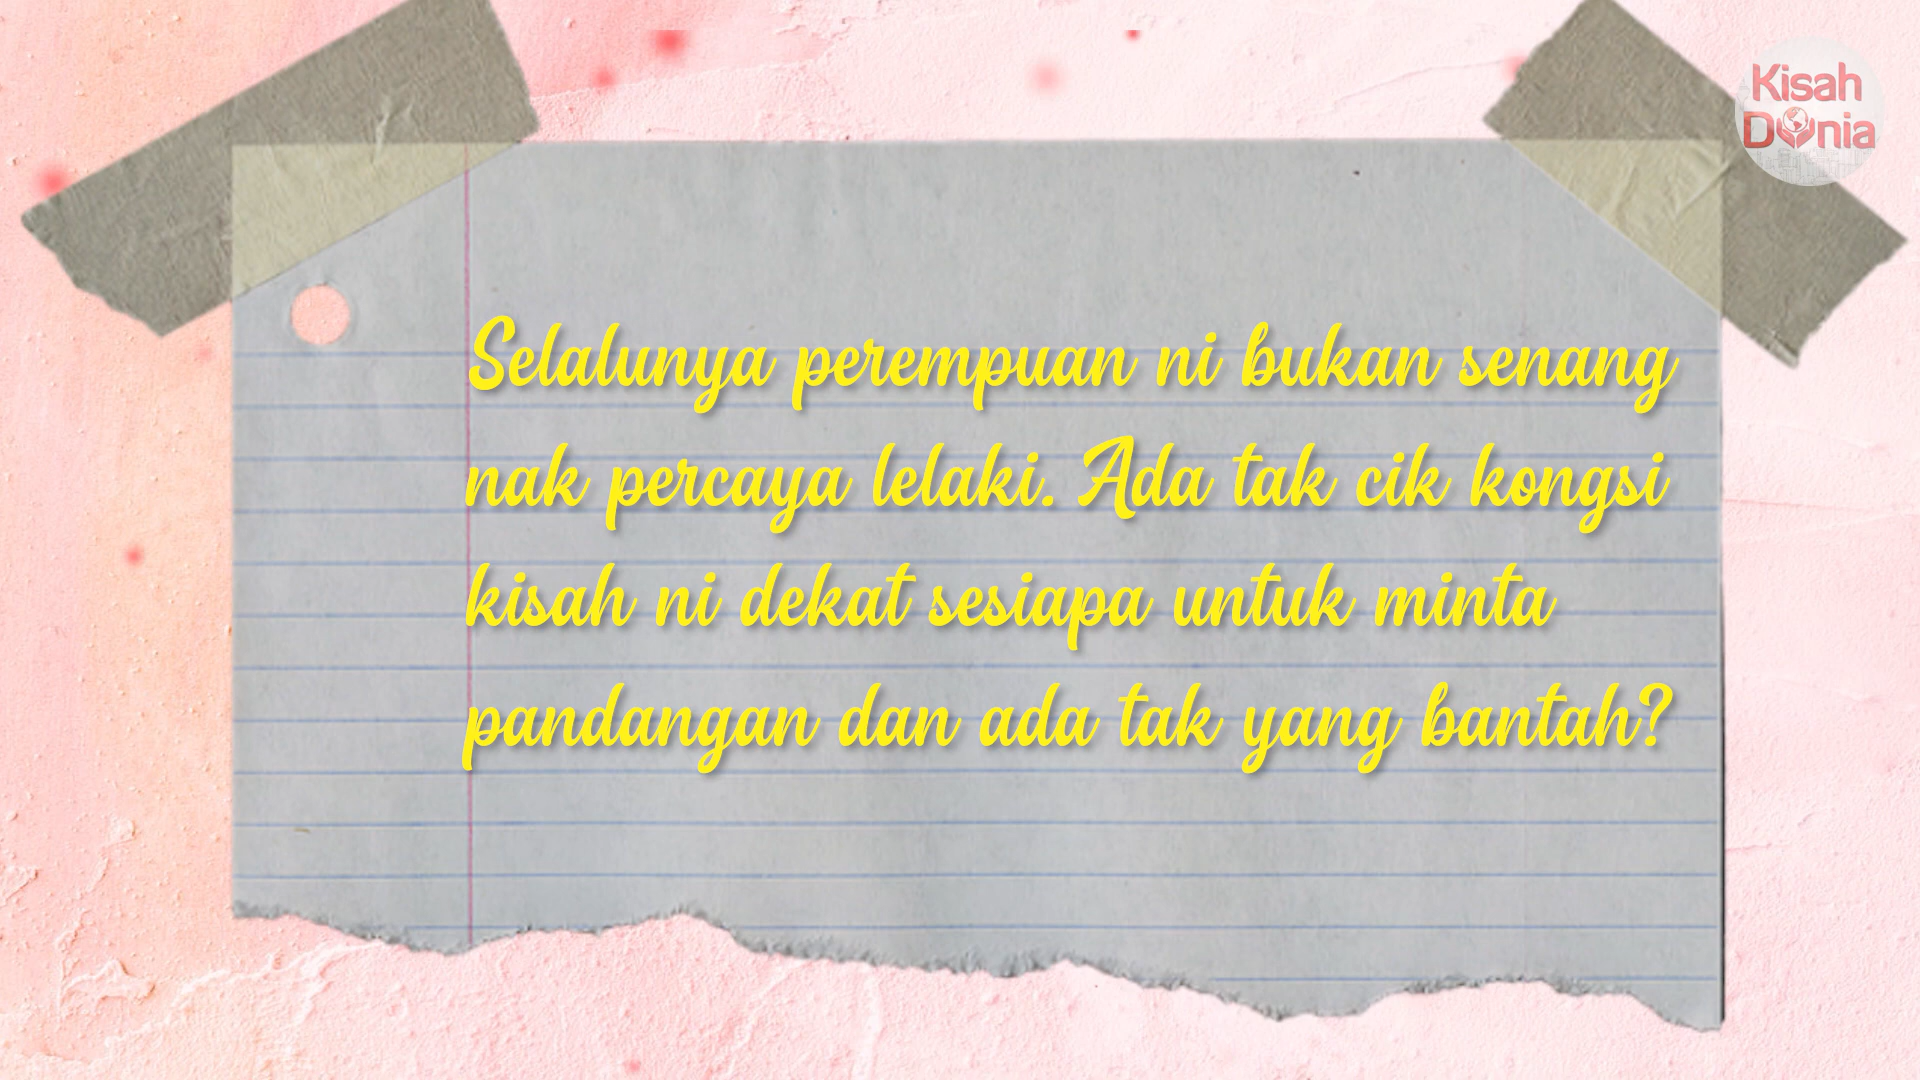 Kisah
Dunia
Selalunya perempuan ni bukan senang
nak percaya lelaki. Ada tak cik kongsi
kisah ni dekat sesiapa untuk minta
pandangan dan ada tak yang bantah?